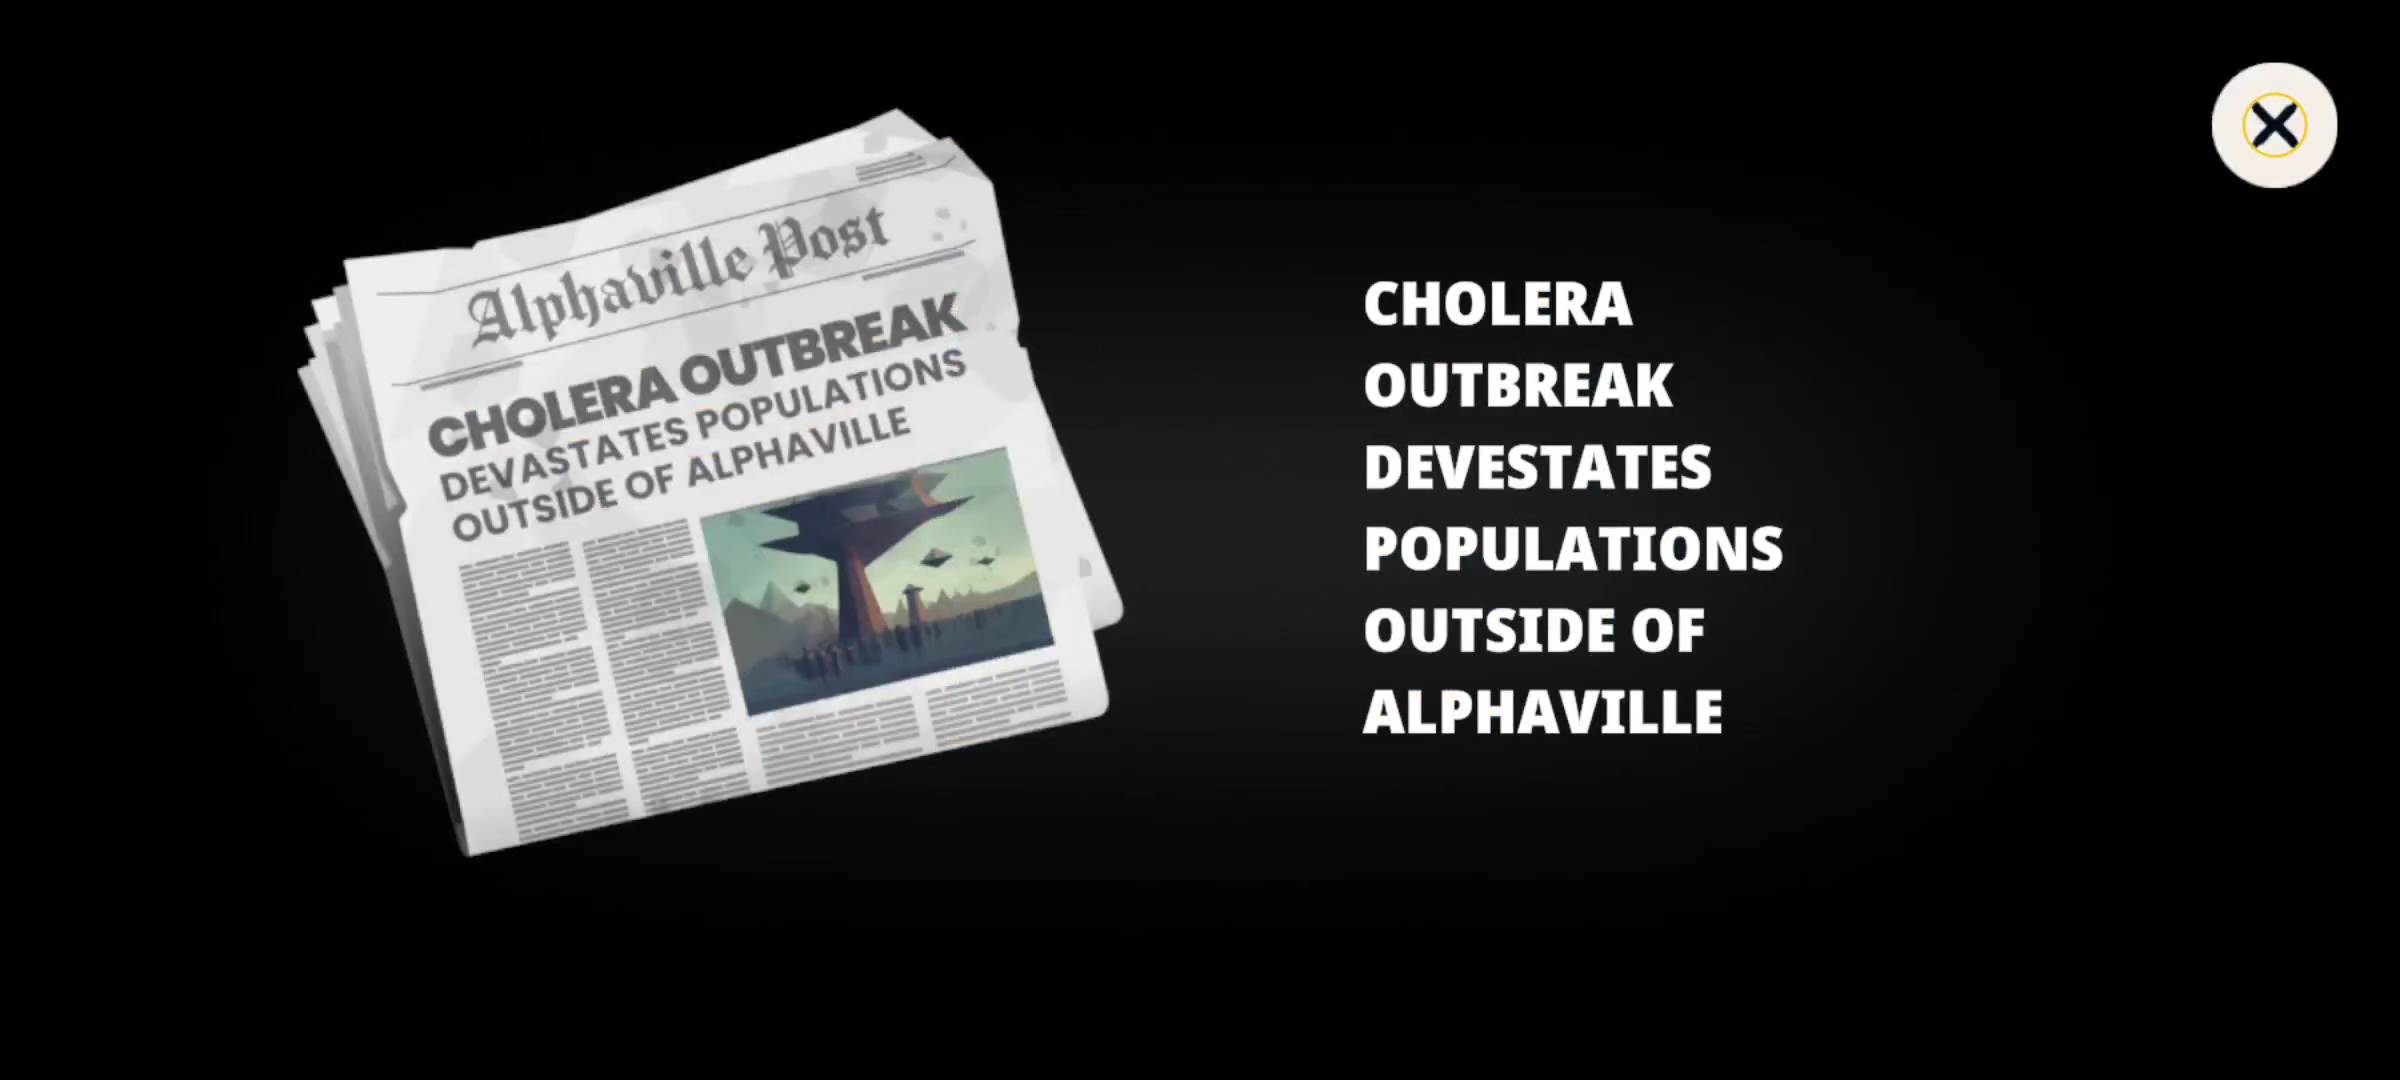 Alphaville Post
CHOLERA OUTBREAK
DEVASTATES POPULATIONS
OUTSIDE OF ALPHAVILLE
CHOLERA
OUTBREAK
DEVESTATES
POPULATIONS
OUTSIDE OF
ALPHAVILLE